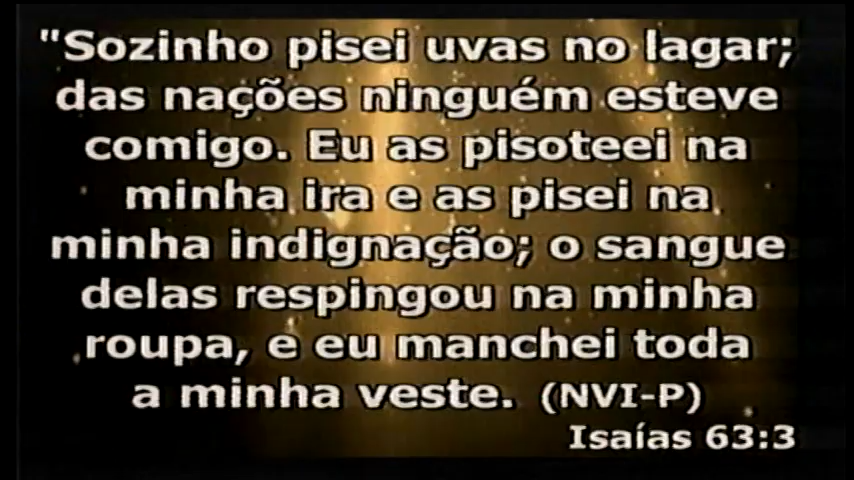 "Sozinho pisei uvas no lagar;
das nações ninguém esteve
comigo. Eu as pisoteei na
minha ira e as pisei na
minha indignação; o sangue
delas respingou na minha
roupa, e eu manchei toda
a minha veste. (NVI-P)
Isaías 63:3